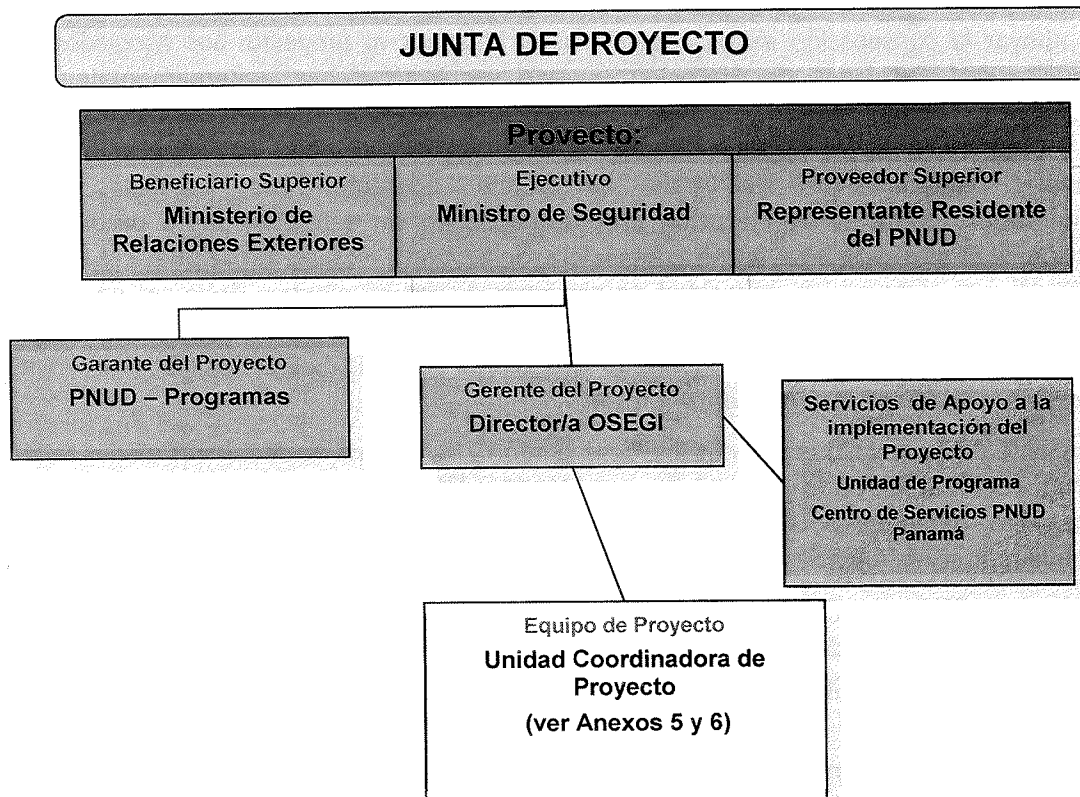 JUNTA DE PROYECTO
Proyecto:
Beneficiario Superior
Ministerio de
Relaciones Exteriores
Ejecutivo
Ministro de Seguridad
Proveedor Superior
Representante Residente
del PNUD
Garante del Proyecto
PNUD – Programas
Gerente del Proyecto
Director/a OSEGI
Servicios de Apoyo a la
implementación del
Proyecto
Unidad de Programa
Centro de Servicios PNUD
Panamá
Equipo de Proyecto
Unidad Coordinadora de
Proyecto
(ver Anexos 5 y 6)